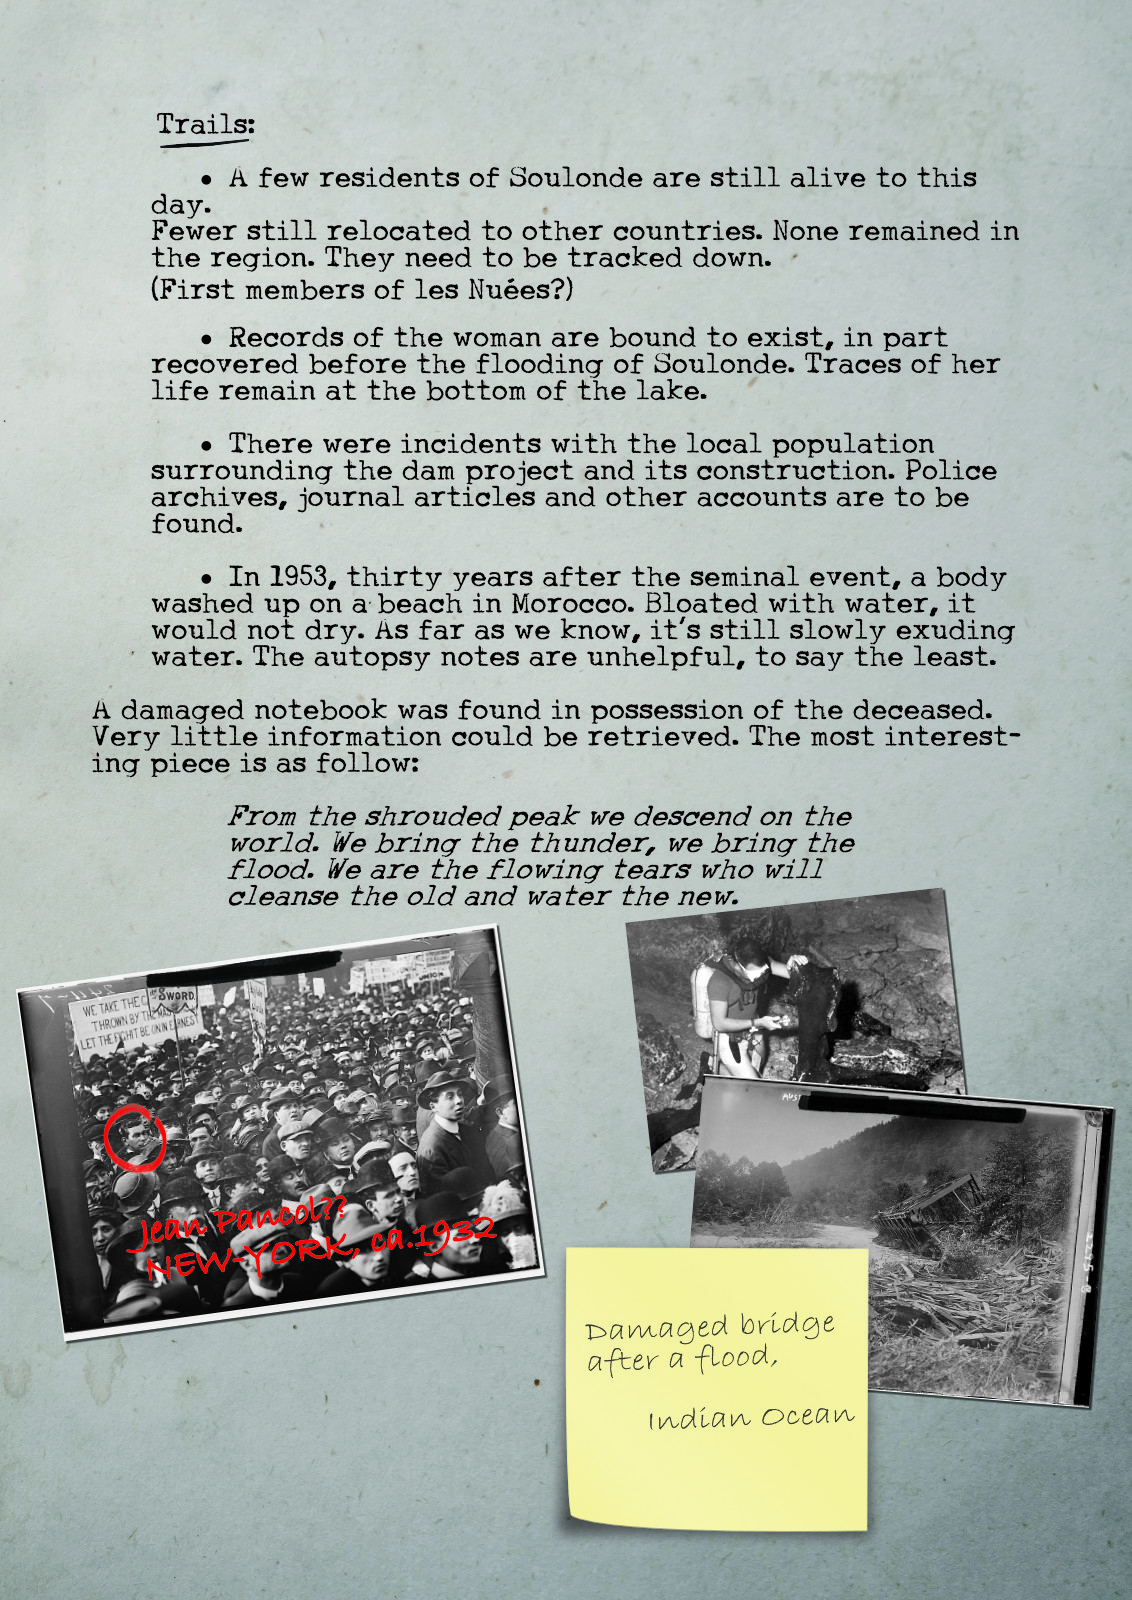 Trails:
• A few residents of Soulonde are still alive to this
day.
Fewer still relocated to other countries. None remained in
the region. They need to be tracked down.
(First members of les Nuées?)
• Records of the woman are bound to exist, in part
recovered before the flooding of Soulonde. Traces of her
life remain at the bottom of the lake.
• There were incidents with the local population
surrounding the dam project and its construction. Police
archives, journal articles and other accounts are to be
found.
• In 1953, thirty years after the seminal event, a body
washed up on a beach in Morocco. Bloated with water, it
would not dry. As far as we know, it's still slowly exuding
water. The autopsy notes are unhelpful, to say the least.
A damaged notebook was found in possession of the deceased.
Very little information could be retrieved. The most interest-
ing piece is as follow:
From the shrouded peak we descend on the
world. We bring the thunder, we bring the
flood. We are the flowing tears who will
cleanse the old and water the new.
SWORD.
UNION
WE TAKE THE
THROWN BY THE
LET THE FIGHT BE ON IN EARNEST
Jean Pancol??
NEW-YORK, ca.1932
AUS
Damaged bridge
after a flood,
Indian Ocean